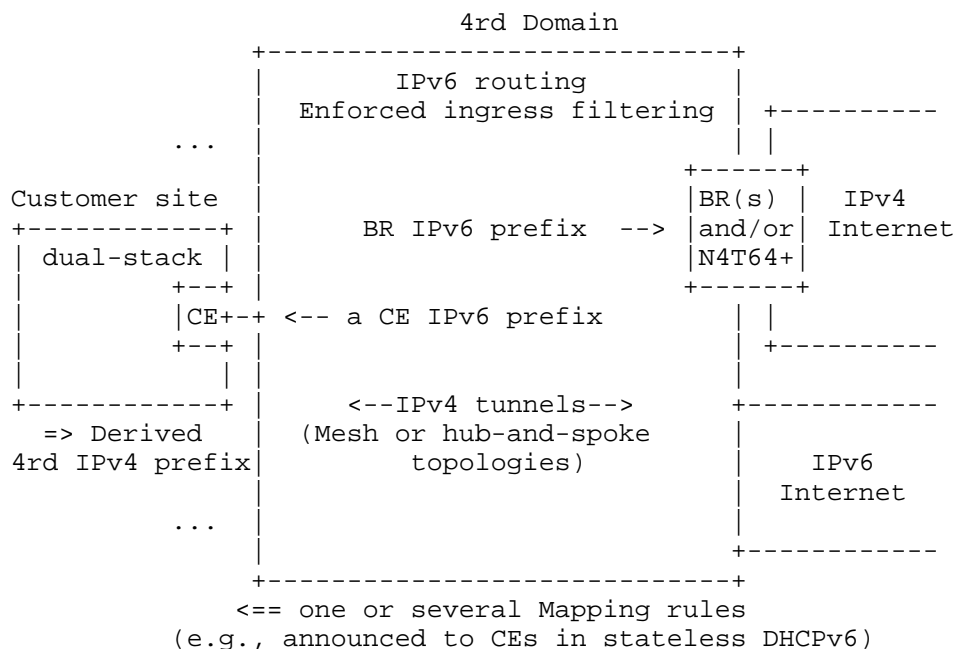 4rd Domain
IPv6 routing
Enforced ingress filtering
...
Customer site
BR(s) IPv4
BR IPv6 prefix --> and/or Internet
dual-stack N4T64+
CE <-- a CE IPv6 prefix
<--IPv4 tunnels-->
=> Derived (Mesh or hub-and-spoke
4rd IPv4 prefix topologies) IPv6
Internet
...
<== one or several Mapping rules
(e.g., announced to CEs in stateless DHCPv6)